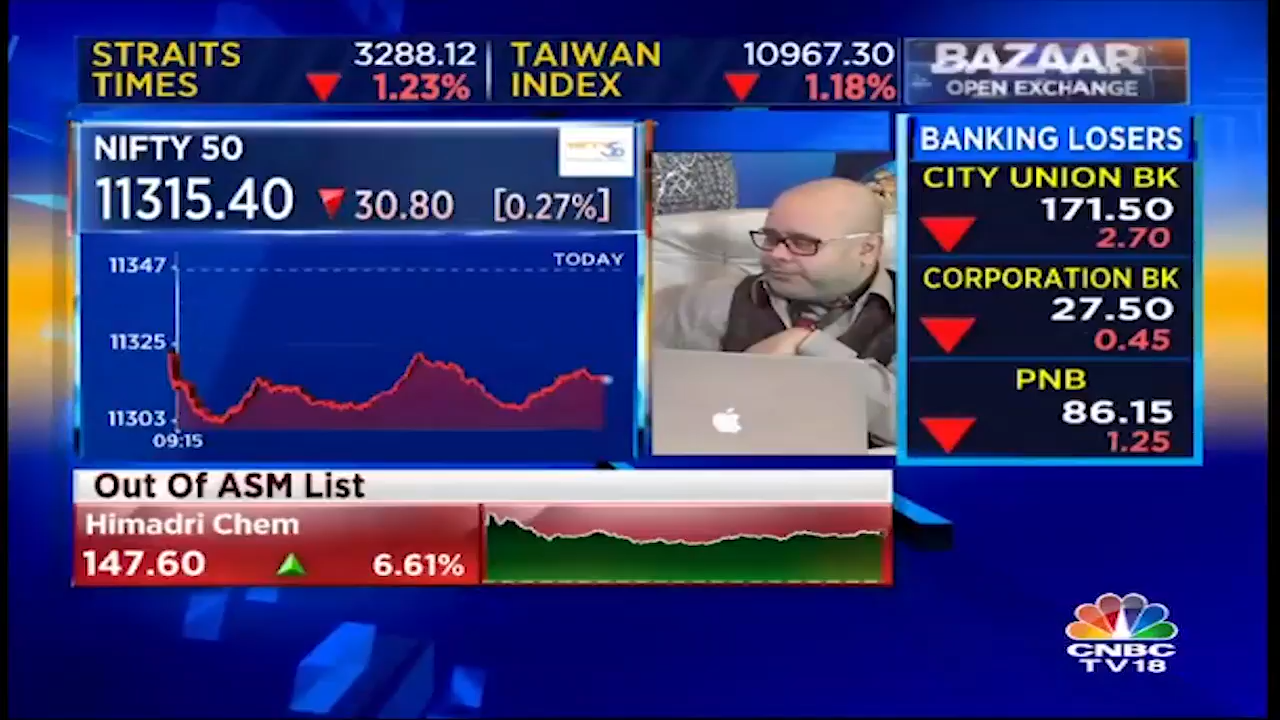 STRAITS TIMES
3288.12
1.23%
TAIWAN INDEX
10967.30
1.18%
BAZAAR
OPEN EXCHANGE
NIFTY 50
11315.40 30.80 [0.27%]
TODAY
11347
11325
11303
09:15
BANKING LOSERS
CITY UNION BK
171.50
2.70
CORPORATION BK
27.50
0.45
PNB
86.15
1.25
Out Of ASM List
Himadri Chem
147.60 6.61%
CNBC
TV18